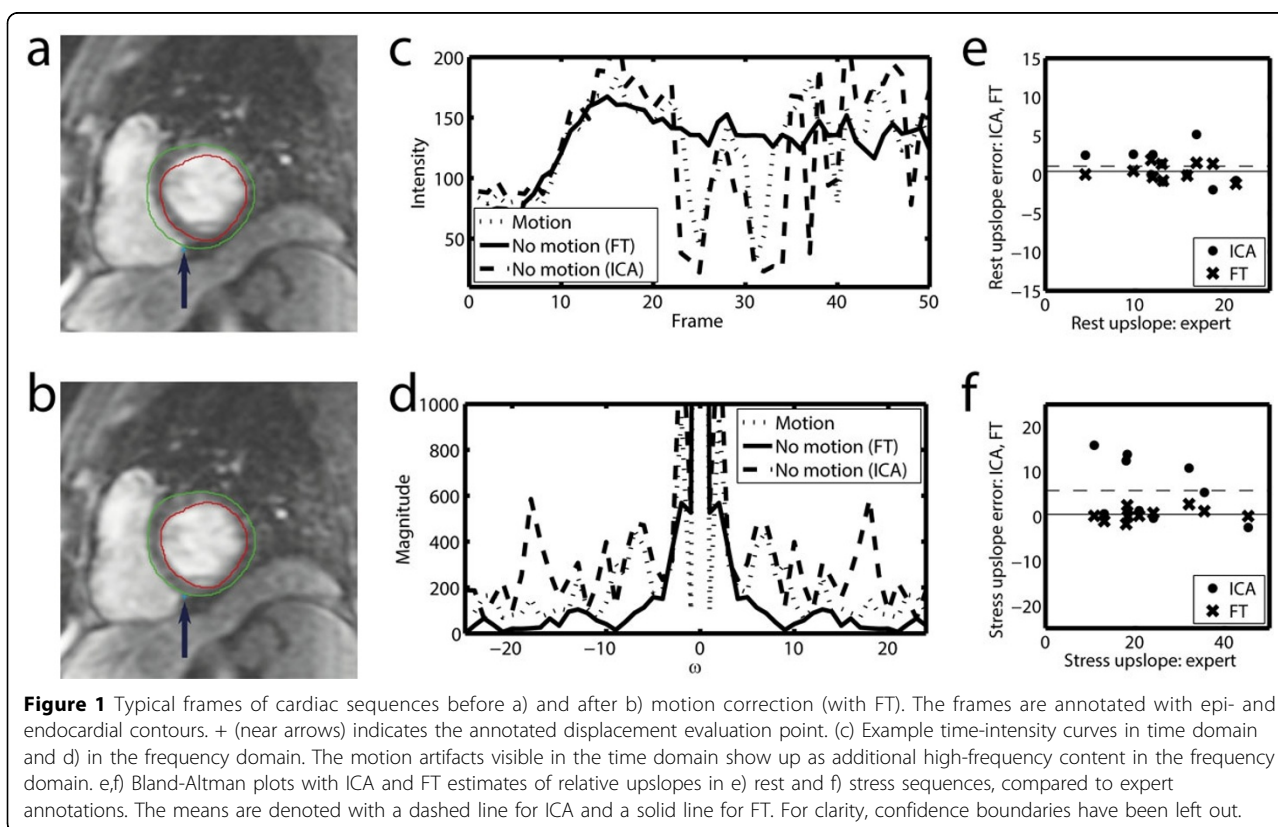 a
b
c
200
150
100
50
Intensity
Motion
No motion (FT)
No motion (ICA)
0
10
20
30
40
50
Frame
d
1000
800
600
400
200
0
Magnitude
Motion
No motion (FT)
No motion (ICA)
−20
−10
0
10
20
ω
e
15
10
5
0
−5
−10
−15
Rest upslope error: ICA, FT
ICA
FT
0
10
20
Rest upslope: expert
f
20
10
0
−10
−20
Stress upslope error: ICA, FT
ICA
FT
0
20
40
Stress upslope: expert
Figure 1 Typical frames of cardiac sequences before a) and after b) motion correction (with FT). The frames are annotated with epi- and
endocardial contours. + (near arrows) indicates the annotated displacement evaluation point. (c) Example time-intensity curves in time domain
and d) in the frequency domain. The motion artifacts visible in the time domain show up as additional high-frequency content in the frequency
domain. e,f) Bland-Altman plots with ICA and FT estimates of relative upslopes in e) rest and f) stress sequences, compared to expert
annotations. The means are denoted with a dashed line for ICA and a solid line for FT. For clarity, confidence boundaries have been left out.